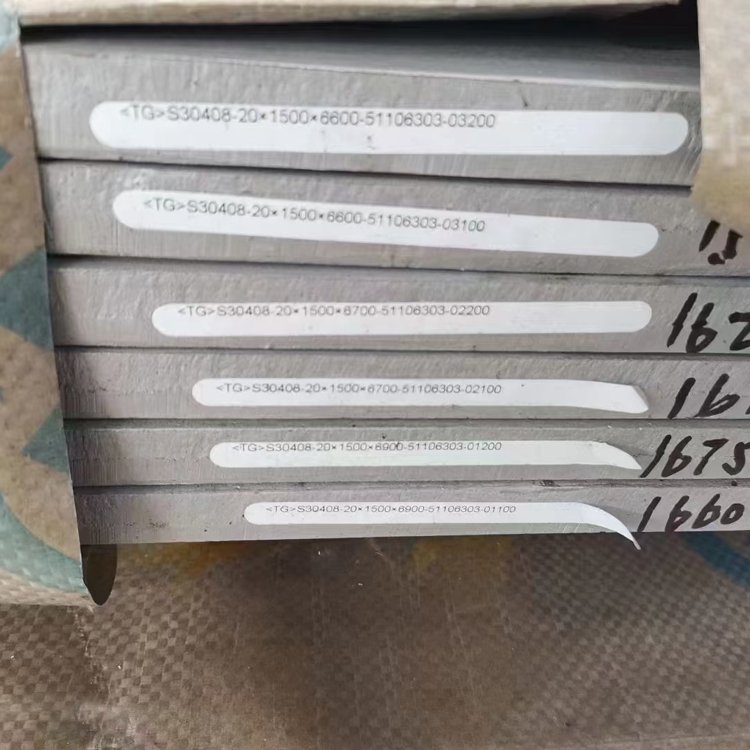 <TG>S30408-20×1500×6600-51106303-03200
<TG>S30408-20×1500×6600-51106303-03100
<TG>S30408-20×1500×6700-51106303-02200
<TG>S30408-20×1500×6700-51106303-02100
<TG>S30408-20×1500×6900-51106303-01200
1675
<TG>S30408-20×1500×6900-51106303-01100
1660